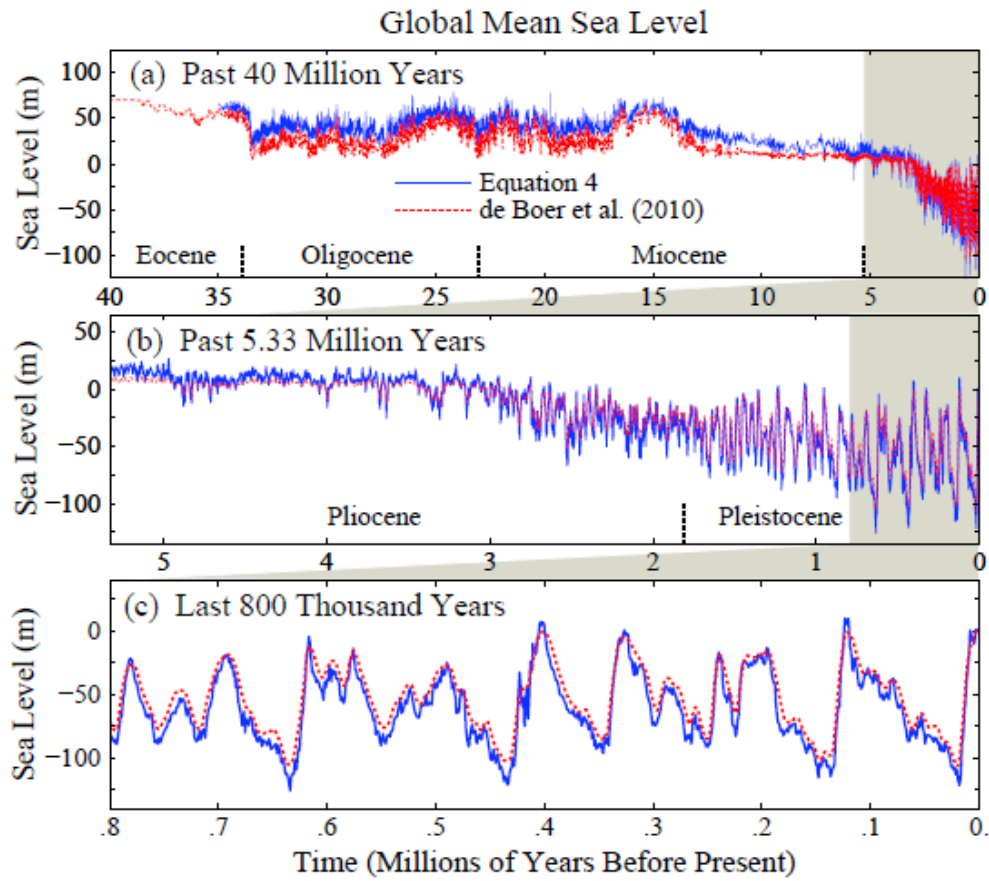 Global Mean Sea Level
(a) Past 40 Million Years
Sea Level (m)
100
50
0
−50
−100
Equation 4
de Boer et al. (2010)
Eocene Oligocene Miocene
40 35 30 25 20 15 10 5 0
(b) Past 5.33 Million Years
Sea Level (m)
50
0
−50
−100
Pliocene Pleistocene
5 4 3 2 1 0
(c) Last 800 Thousand Years
Sea Level (m)
0
−50
−100
.8 .7 .6 .5 .4 .3 .2 .1 0.
Time (Millions of Years Before Present)